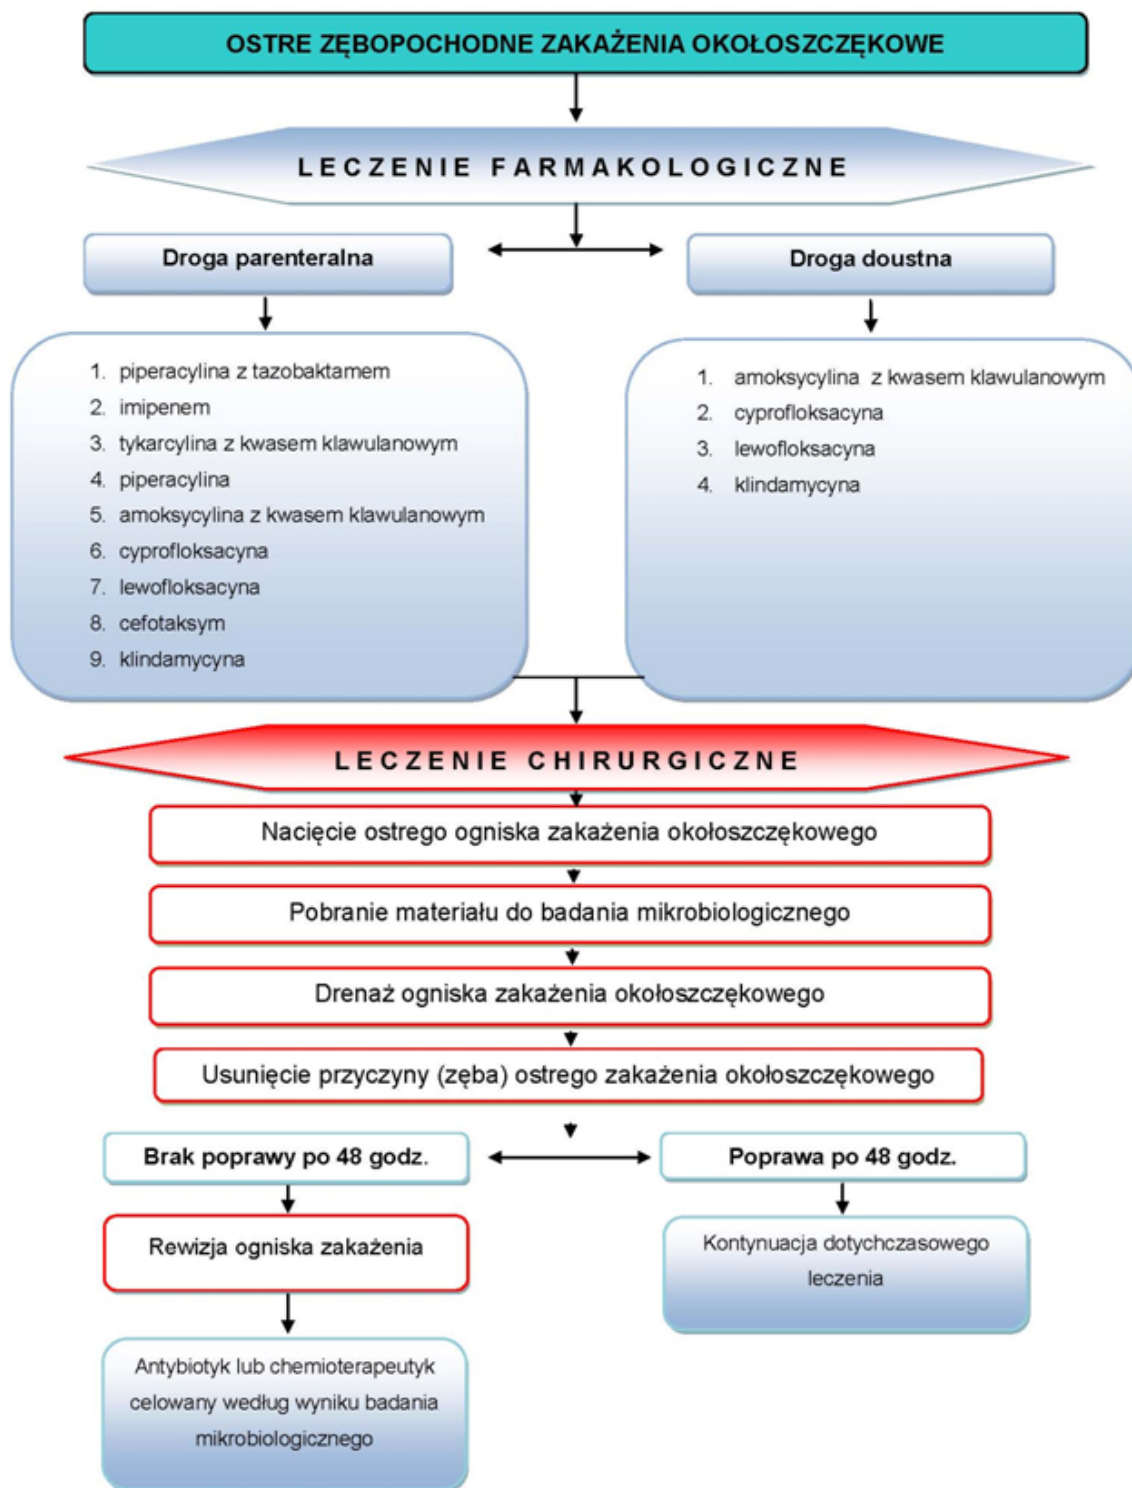 OSTRE ZĘBOPOCHODNE ZAKAŻENIA OKOŁOSZCZĘKOWE
LECZENIE FARMAKOLOGICZNE
Droga parenteralna
1. piperacylina z tazobaktamem
2. imipenem
3. tykarcylina z kwasem klawulanowym
4. piperacylina
5. amoksycylina z kwasem klawulanowym
6. cyprofloksacyna
7. lewofloksacyna
8. cefotaksym
9. klindamycyna
Droga doustna
1. amoksycylina z kwasem klawulanowym
2. cyprofloksacyna
3. lewofloksacyna
4. klindamycyna
LECZENIE CHIRURGICZNE
Nacięcie ostrego ogniska zakażenia okołoszczękowego
Pobranie materiału do badania mikrobiologicznego
Drenaż ogniska zakażenia okołoszczękowego
Usunięcie przyczyny (zęba) ostrego zakażenia okołoszczękowego
Brak poprawy po 48 godz.
Rewizja ogniska zakażenia
Antybiotyk lub chemioterapeutyk
celowany według wyniku badania
mikrobiologicznego
Poprawa po 48 godz.
Kontynuacja dotychczasowego
leczenia